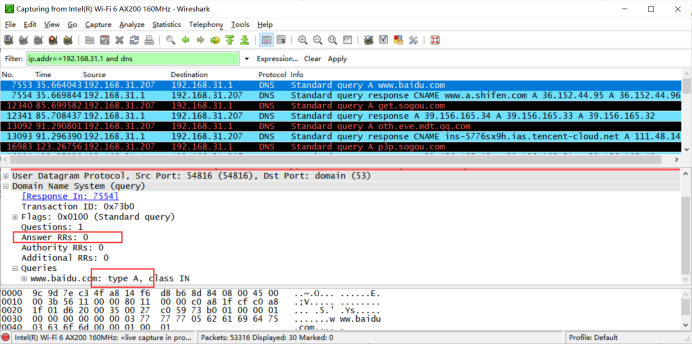 Capturing from Intel(R) Wi-Fi 6 AX200 160MHz - Wireshark
File Edit View Go Capture Analyze Statistics Telephony Tools Help
Filter: ip.addr==192.168.31.1 and dns Expression... Clear Apply
No. Time Source Destination Protocol Info
7553 35.664043 192.168.31.207 192.168.31.1 DNS Standard query A www.baidu.com
7554 35.669844 192.168.31.1 192.168.31.207 DNS Standard query response CNAME www.a.shifen.com A 36.152.44.95 A 36.152.44.96
12340 85.699582 192.168.31.207 192.168.31.1 DNS Standard query A get.sogou.com
12341 85.708437 192.168.31.1 192.168.31.207 DNS Standard query response A 39.156.165.34 A 39.156.165.33 A 39.156.165.32
13092 91.290801 192.168.31.207 192.168.31.1 DNS Standard query A oth.eve.mdt.qq.com
13093 91.296390 192.168.31.1 192.168.31.207 DNS Standard query response CNAME ins-5776sx9h.ias.tencent-cloud.net A 111.48.14
16983 123.26756 192.168.31.207 192.168.31.1 DNS Standard query A p3p.sogou.com
User Datagram Protocol, Src Port: 54816 (54816), Dst Port: domain (53)
Domain Name System (query)
[Response In: 7554]
Transaction ID: 0x73b0
Flags: 0x0100 (Standard query)
Questions: 1
Answer RRs: 0
Authority RRs: 0
Additional RRs: 0
Queries
www.baidu.com: type A, class IN
0000 9c 9d 7e c3 4f a8 14 f6 d8 b6 8d 84 08 00 45 00 ..~.O... ......E.
0010 00 3b 56 11 00 00 80 11 00 00 c0 a8 1f cf c0 a8 .;V..... ........
0020 1f 01 d6 20 00 35 00 27 c0 59 73 b0 01 00 00 01 ... .5.' .Ys.....
0030 00 00 00 00 00 00 03 77 77 77 05 62 61 69 64 75 .......w ww.baidu
0040 03 63 6f 6d 00 00 01 00 01 .com.... .
Intel(R) Wi-Fi 6 AX200 160MHz: <live capture in pro... Packets: 53316 Displayed: 30 Marked: 0 Profile: Default